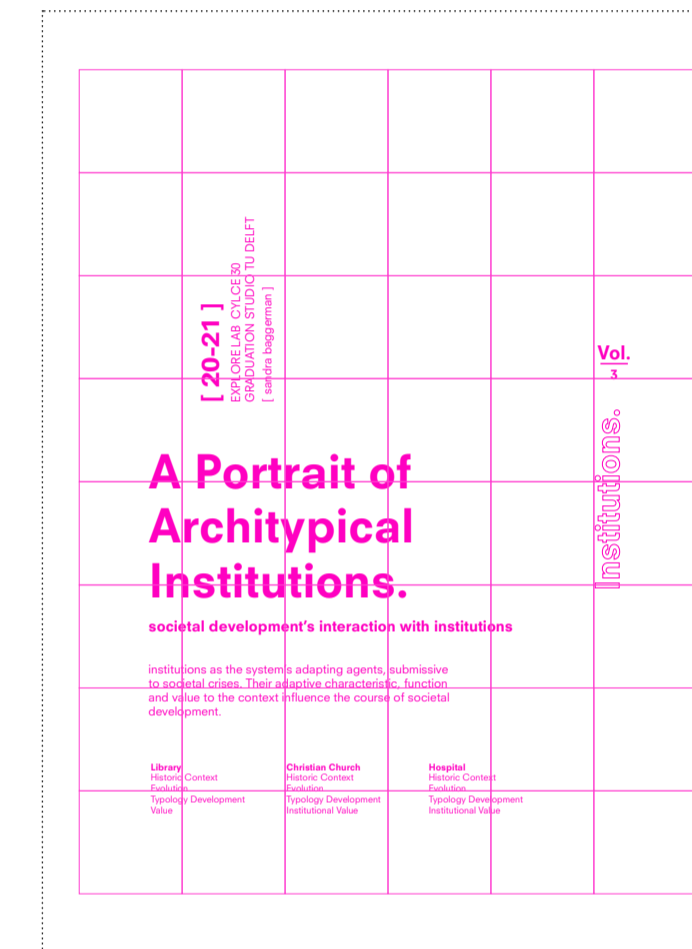 [ 20-21 ]
EXPLORE LAB CYLCE 30
GRADUATION STUDIO TU DELFT
[ sandra baggerman ]
Vol.
3
Institutions.
A Portrait of
Architypical
Institutions.
societal development's interaction with institutions
institutions as the system's adapting agents, submissive
to societal crises. Their adaptive characteristic, function
and value to the context influence the course of societal
development.
Library
Historic Context
Evolution
Typology Development
Value
Christian Church
Historic Context
Evolution
Typology Development
Institutional Value
Hospital
Historic Context
Evolution
Typology Development
Institutional Value